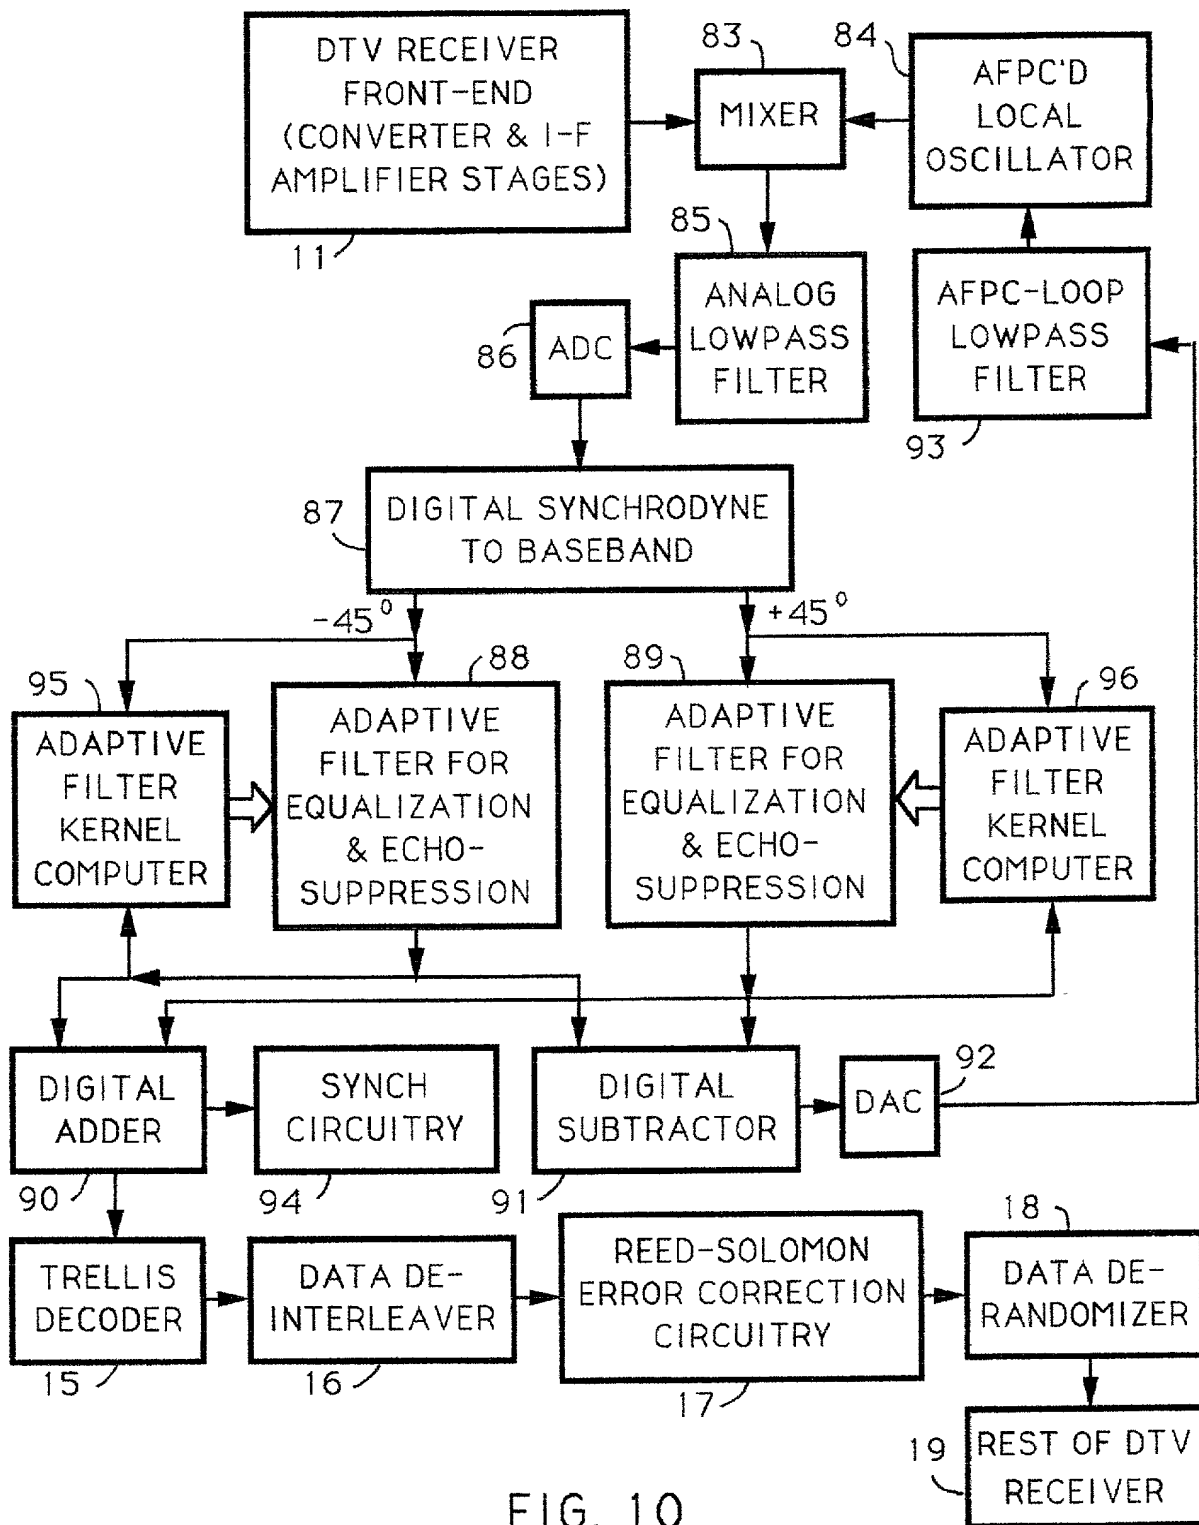 DTV RECEIVER
FRONT-END
(CONVERTER & I-F
AMPLIFIER STAGES)
11
83
MIXER
84
AFPC'D
LOCAL
OSCILLATOR
85
ANALOG
LOWPASS
FILTER
AFPC-LOOP
LOWPASS
FILTER
93
86
ADC
87
DIGITAL SYNCHRODYNE
TO BASEBAND
-45°
+45°
95
ADAPTIVE
FILTER
KERNEL
COMPUTER
88
ADAPTIVE
FILTER FOR
EQUALIZATION
& ECHO-
SUPPRESSION
89
ADAPTIVE
FILTER FOR
EQUALIZATION
& ECHO-
SUPPRESSION
96
ADAPTIVE
FILTER
KERNEL
COMPUTER
DIGITAL
ADDER
90
SYNCH
CIRCUITRY
94
DIGITAL
SUBTRACTOR
91
DAC
92
TRELLIS
DECODER
15
DATA DE-
INTERLEAVER
16
REED-SOLOMON
ERROR CORRECTION
CIRCUITRY
17
18
DATA DE-
RANDOMIZER
19
REST OF DTV
RECEIVER
FIG. 10